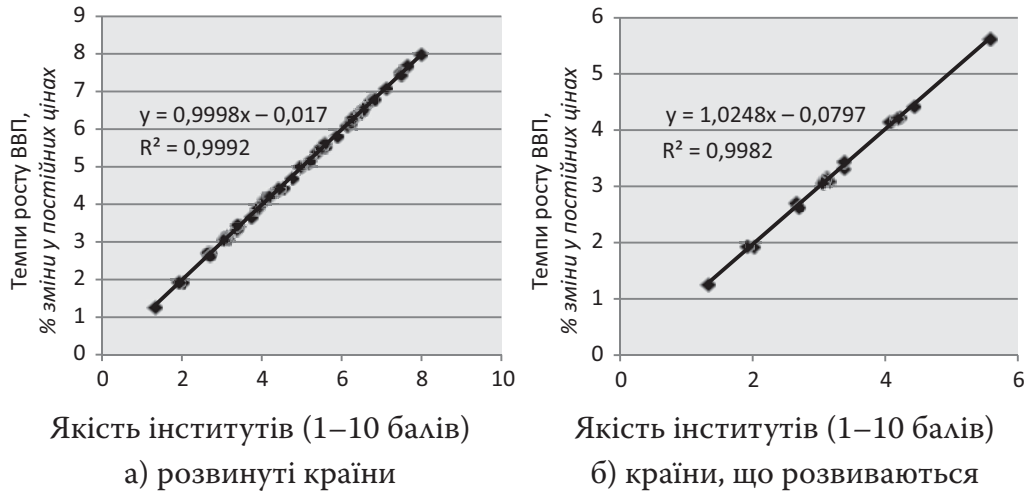 9
8
7
6
5
4
3
2
1
0
Темпи росту ВВП,
% зміни у постійних цінах
y = 0,9998x – 0,017
R² = 0,9992
0 2 4 6 8 10
Якість інститутів (1–10 балів)
а) розвинуті країни
6
5
4
3
2
1
0
Темпи росту ВВП,
% зміни у постійних цінах
y = 1,0248x – 0,0797
R² = 0,9982
0 2 4 6
Якість інститутів (1–10 балів)
б) країни, що розвиваються